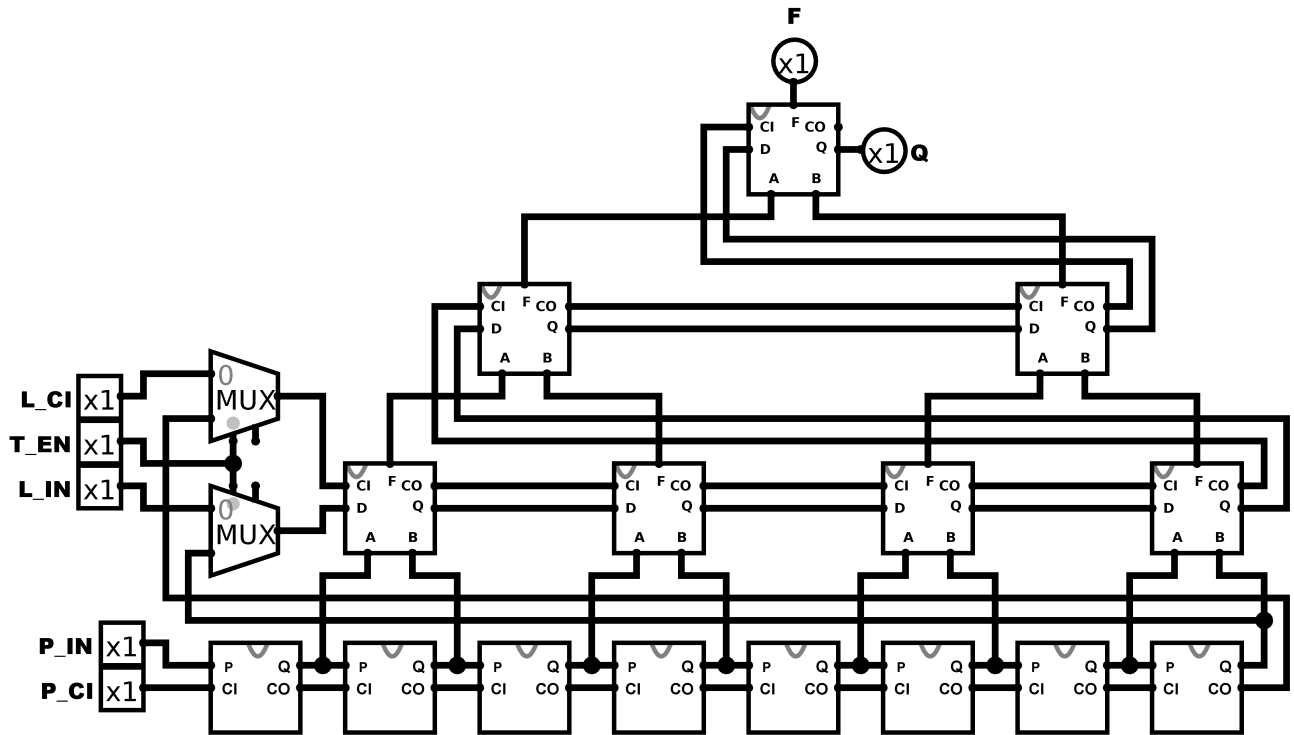 F
x1
CI F CO
D Q
A B
x1 Q
CI F CO
D Q
A B
CI F CO
D Q
A B
L_CI x1
T_EN x1
L_IN x1
0
MUX
0
MUX
CI F CO
D Q
A B
CI F CO
D Q
A B
CI F CO
D Q
A B
CI F CO
D Q
A B
P_IN x1
P_CI x1
P Q
CI CO
P Q
CI CO
P Q
CI CO
P Q
CI CO
P Q
CI CO
P Q
CI CO
P Q
CI CO
P Q
CI CO